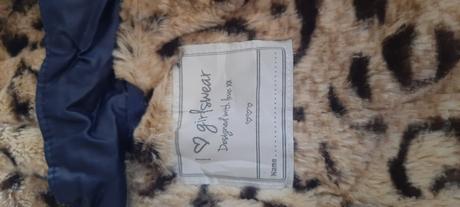 I ♡ girlswear
Designed with love xx
♡♡♡
Name ....................